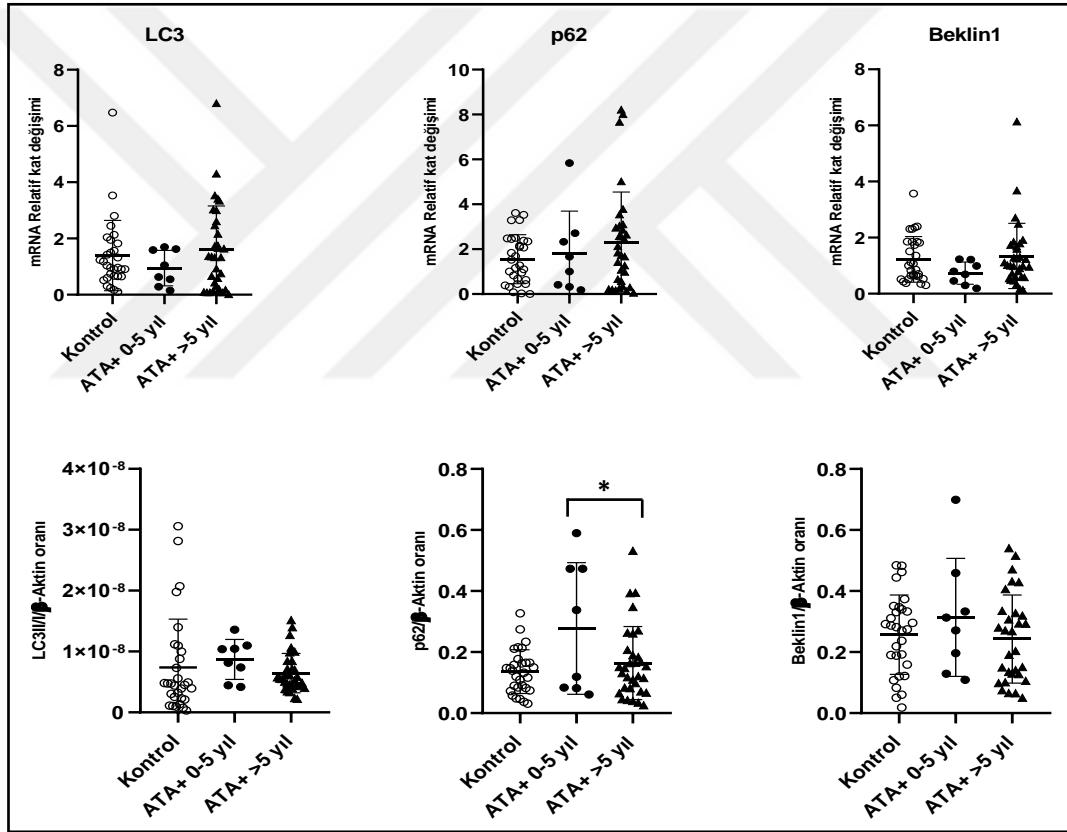 LC3
p62
Beklin1
mRNA Relatif kat değişimi
8
6
4
2
0
Kontrol
ATA+ 0-5 yıl
ATA+ >5 yıl
mRNA Relatif kat değişimi
10
8
6
4
2
0
Kontrol
ATA+ 0-5 yıl
ATA+ >5 yıl
mRNA Relatif kat değişimi
8
6
4
2
0
Kontrol
ATA+ 0-5 yıl
ATA+ >5 yıl
LC3II/I/β-Aktin oranı
4×10⁻⁸
3×10⁻⁸
2×10⁻⁸
1×10⁻⁸
0
Kontrol
ATA+ 0-5 yıl
ATA+ >5 yıl
p62/β-Aktin oranı
0.8
0.6
0.4
0.2
0.0
*
Kontrol
ATA+ 0-5 yıl
ATA+ >5 yıl
Beklin1/β-Aktin oranı
0.8
0.6
0.4
0.2
0.0
Kontrol
ATA+ 0-5 yıl
ATA+ >5 yıl